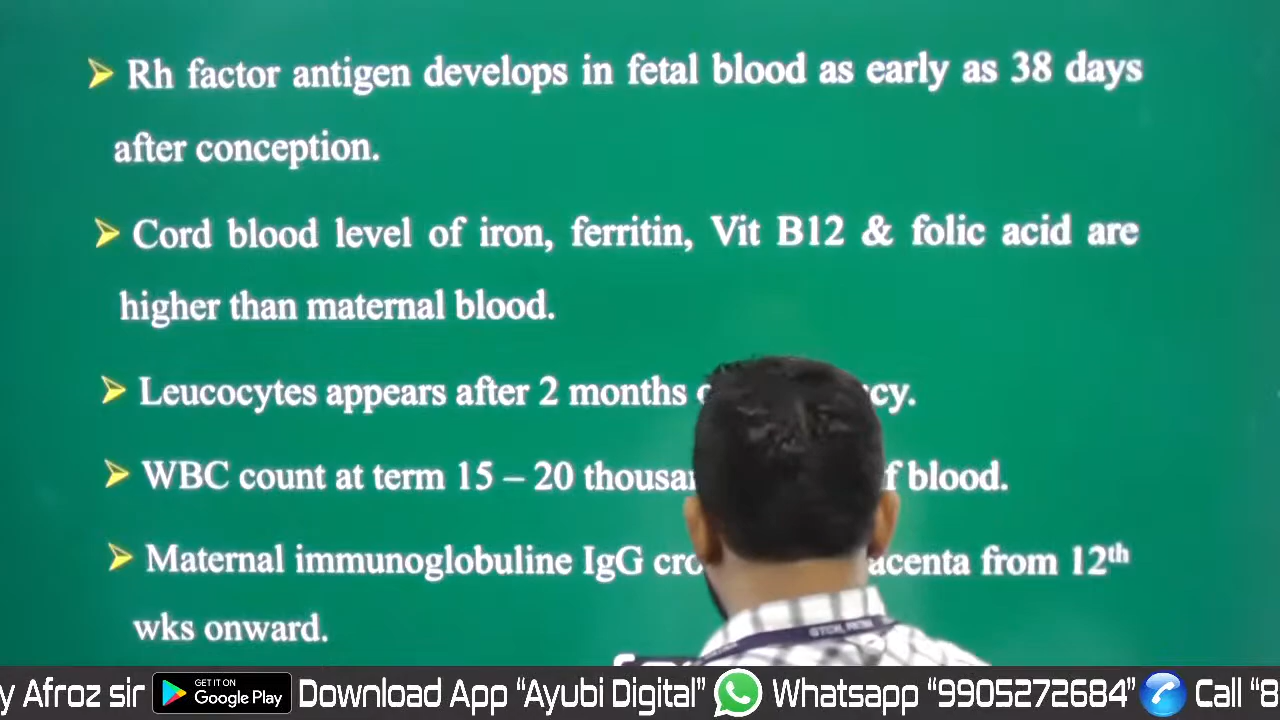 Rh factor antigen develops in fetal blood as early as 38 days
after conception.
Cord blood level of iron, ferritin, Vit B12 & folic acid are
higher than maternal blood.
Leucocytes appears after 2 months
WBC count at term 15 – 20 of blood.
Maternal immunoglobuline IgG from 12th
wks onward.
y Afroz sir GET IT ON Google Play Download App “Ayubi Digital” Whatsapp “9905272684” Call “8